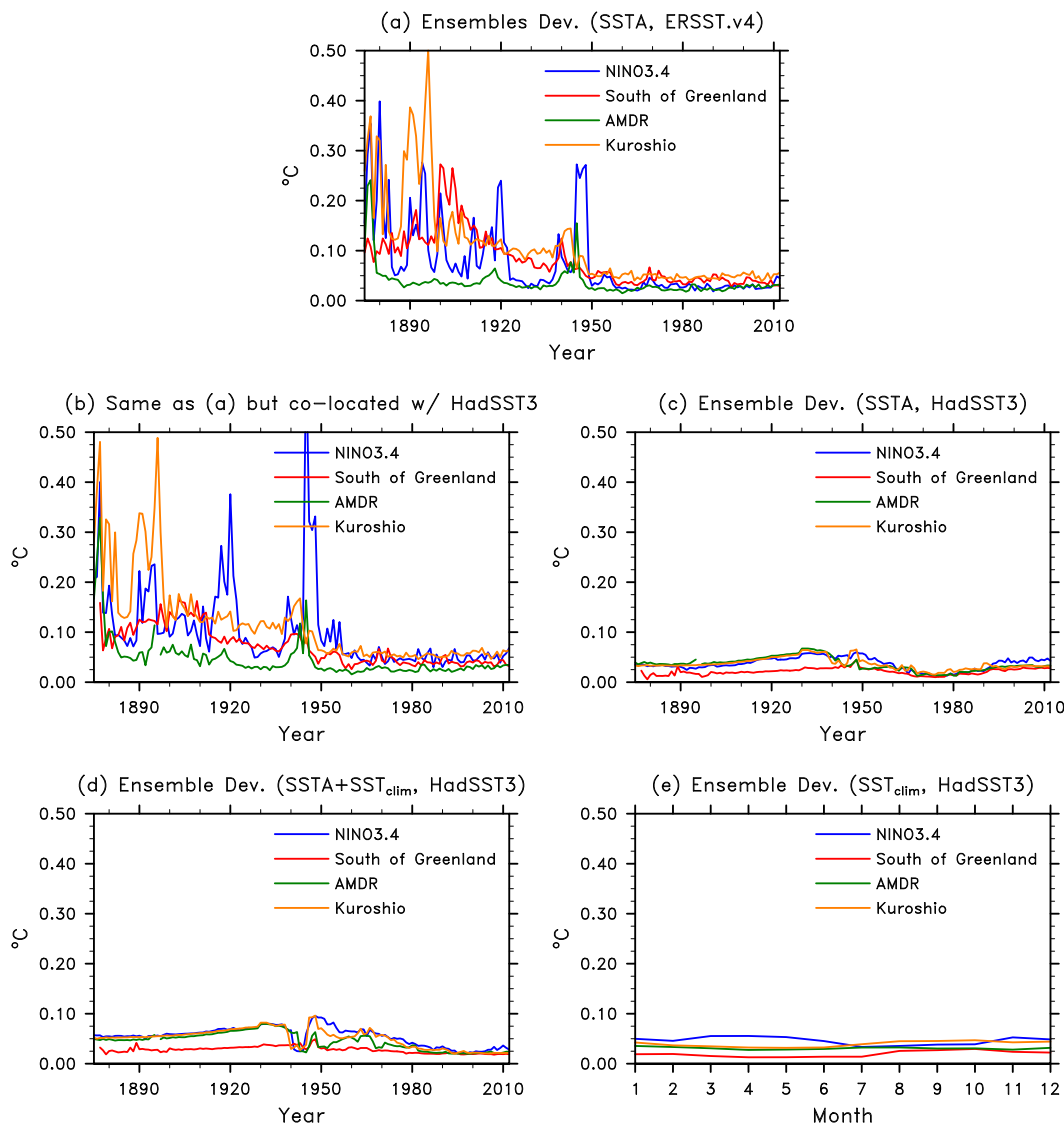 (a) Ensembles Dev. (SSTA, ERSST.v4)
0.50
0.40
0.30
0.20
0.10
0.00
°C
NINO3.4
South of Greenland
AMDR
Kuroshio
1890 1920 1950 1980 2010
Year
(b) Same as (a) but co-located w/ HadSST3
0.50
0.40
0.30
0.20
0.10
0.00
°C
NINO3.4
South of Greenland
AMDR
Kuroshio
1890 1920 1950 1980 2010
Year
(c) Ensemble Dev. (SSTA, HadSST3)
0.50
0.40
0.30
0.20
0.10
0.00
°C
NINO3.4
South of Greenland
AMDR
Kuroshio
1890 1920 1950 1980 2010
Year
(d) Ensemble Dev. (SSTA+SSTclim, HadSST3)
0.50
0.40
0.30
0.20
0.10
0.00
°C
NINO3.4
South of Greenland
AMDR
Kuroshio
1890 1920 1950 1980 2010
Year
(e) Ensemble Dev. (SSTclim, HadSST3)
0.50
0.40
0.30
0.20
0.10
0.00
°C
NINO3.4
South of Greenland
AMDR
Kuroshio
1 2 3 4 5 6 7 8 9 10 11 12
Month